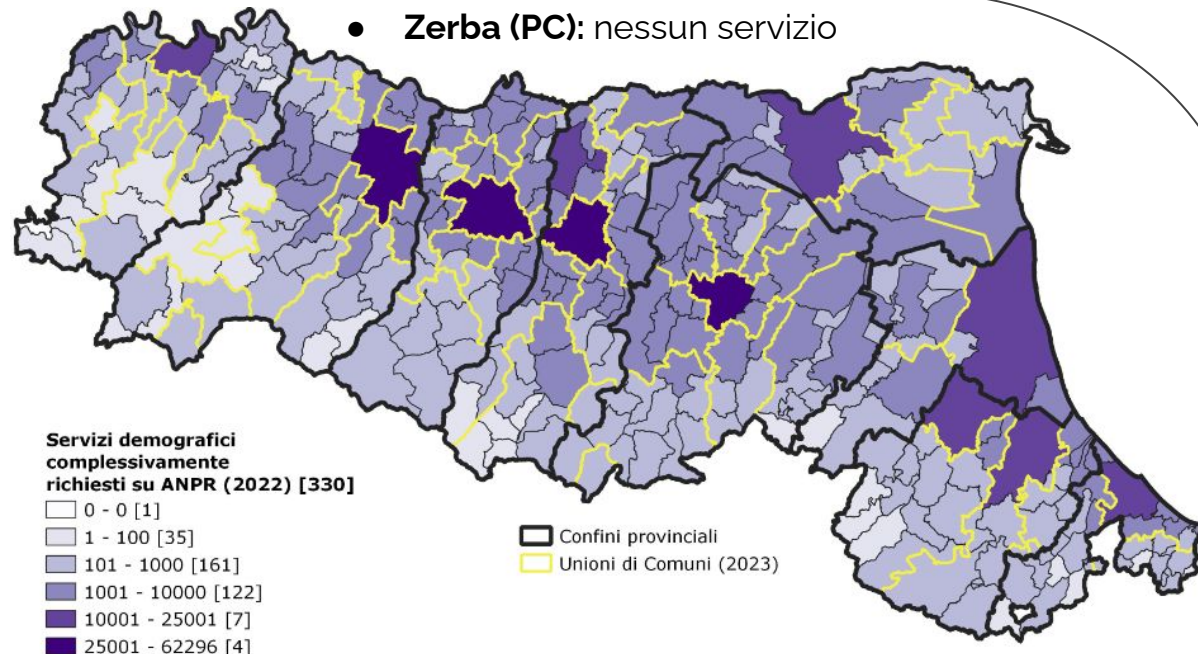 ● Zerba (PC): nessun servizio
Servizi demografici
complessivamente
richiesti su ANPR (2022) [330]
0 - 0 [1]
1 - 100 [35]
101 - 1000 [161]
1001 - 10000 [122]
10001 - 25001 [7]
25001 - 62296 [4]
Confini provinciali
Unioni di Comuni (2023)